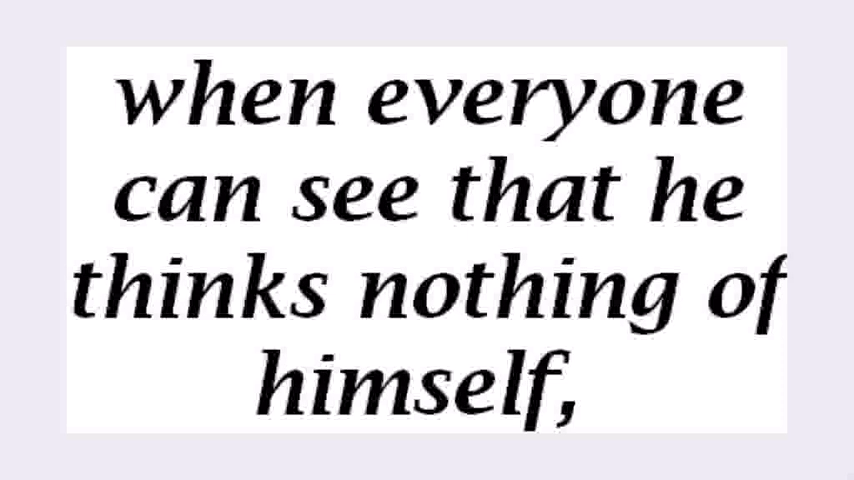 when everyone
can see that he
thinks nothing of
himself,